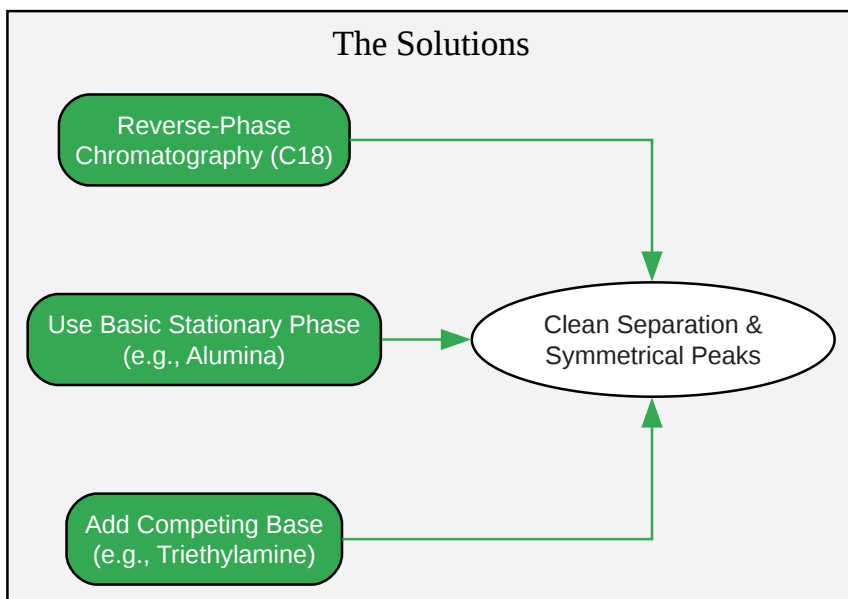 The Solutions
Reverse-Phase
Chromatography (C18)
Use Basic Stationary Phase
(e.g., Alumina)
Clean Separation &
Symmetrical Peaks
Add Competing Base
(e.g., Triethylamine)